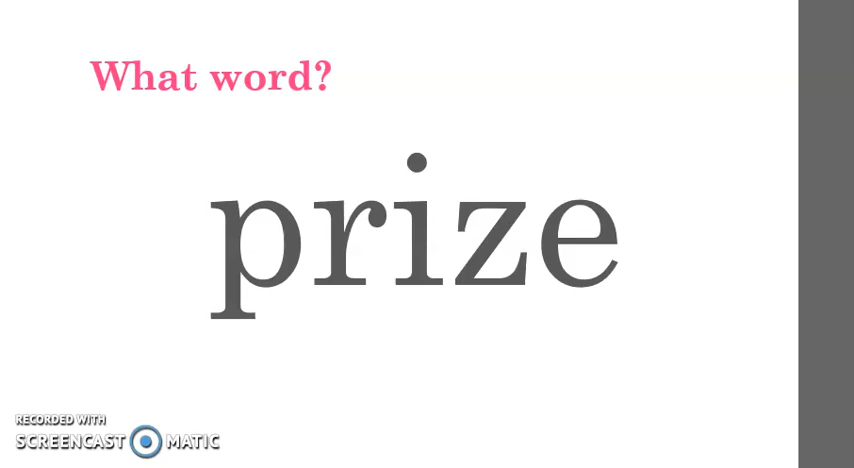 What word?
prize
RECORDED WITH
SCREENCAST MATIC